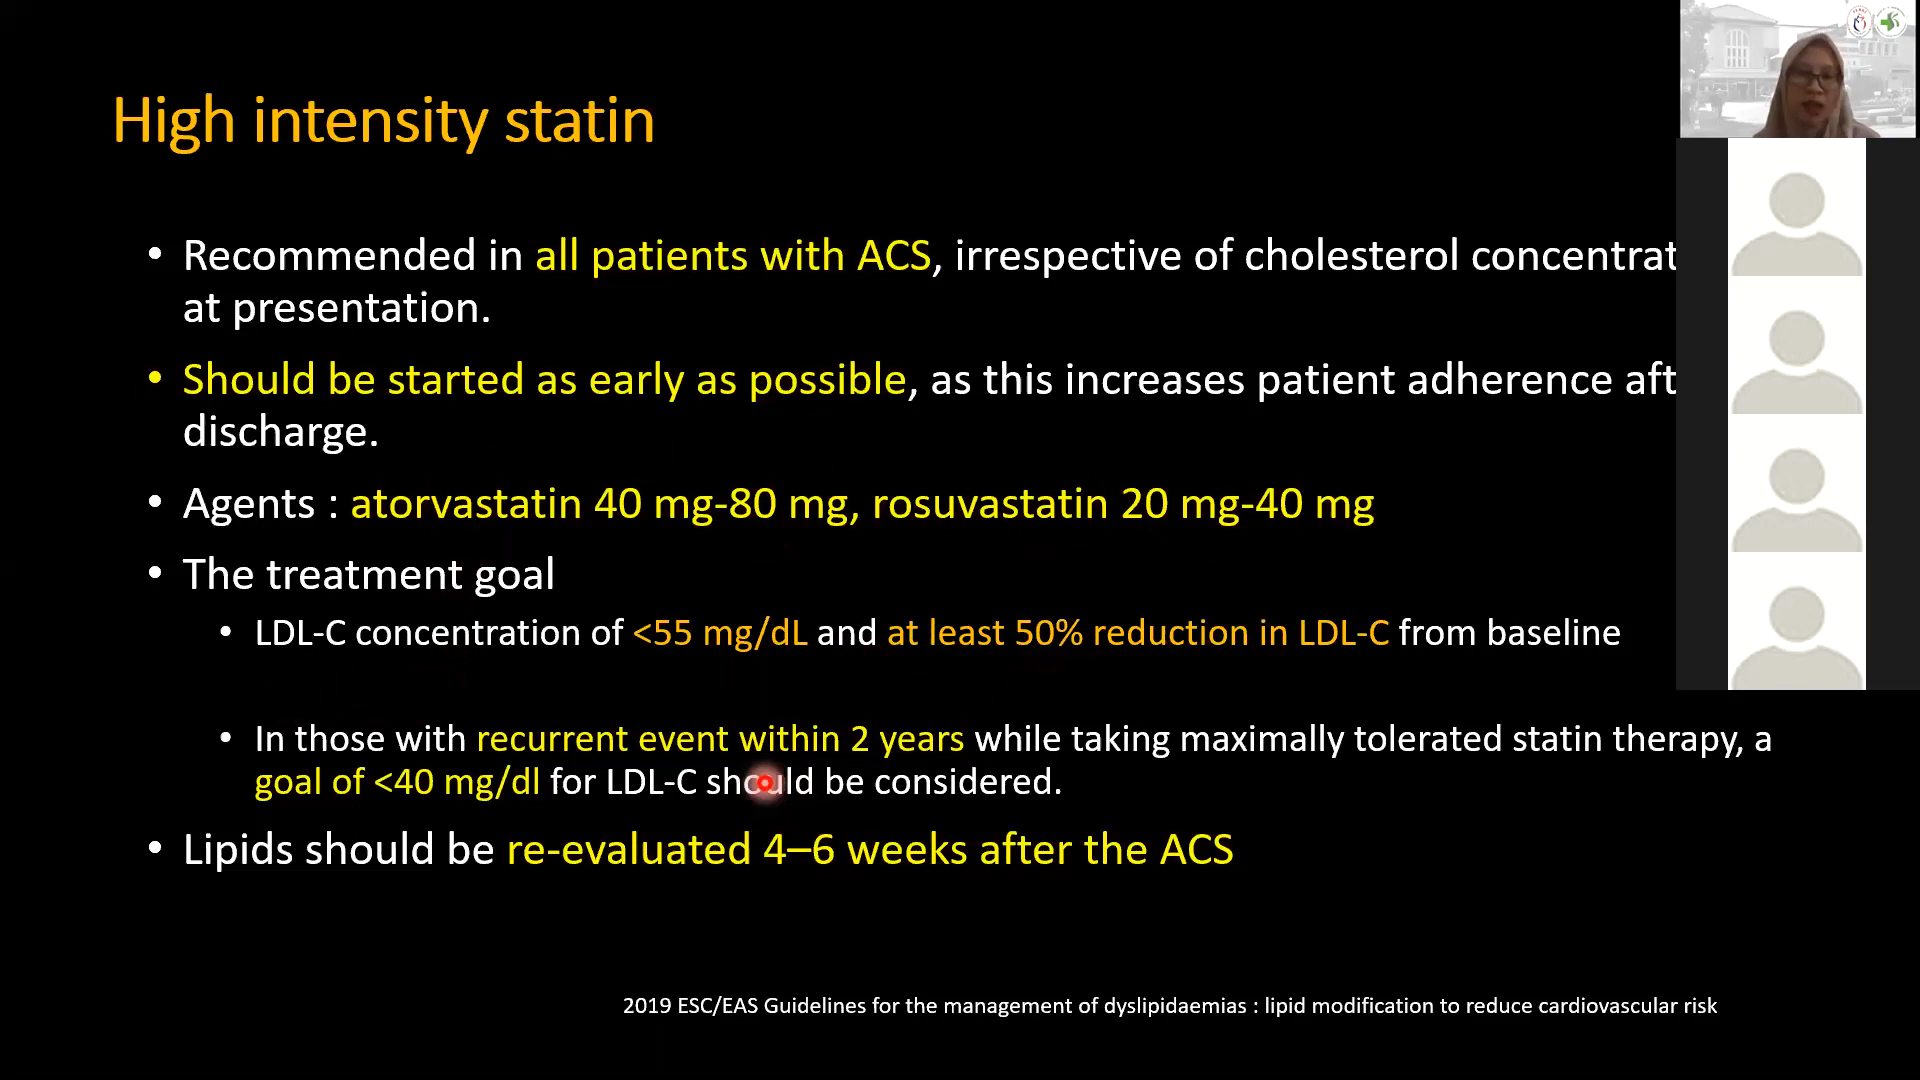 High intensity statin
• Recommended in all patients with ACS, irrespective of cholesterol concentrat
at presentation.
• Should be started as early as possible, as this increases patient adherence aft
discharge.
• Agents : atorvastatin 40 mg-80 mg, rosuvastatin 20 mg-40 mg
• The treatment goal
• LDL-C concentration of <55 mg/dL and at least 50% reduction in LDL-C from baseline
• In those with recurrent event within 2 years while taking maximally tolerated statin therapy, a
goal of <40 mg/dl for LDL-C should be considered.
• Lipids should be re-evaluated 4–6 weeks after the ACS
2019 ESC/EAS Guidelines for the management of dyslipidaemias : lipid modification to reduce cardiovascular risk